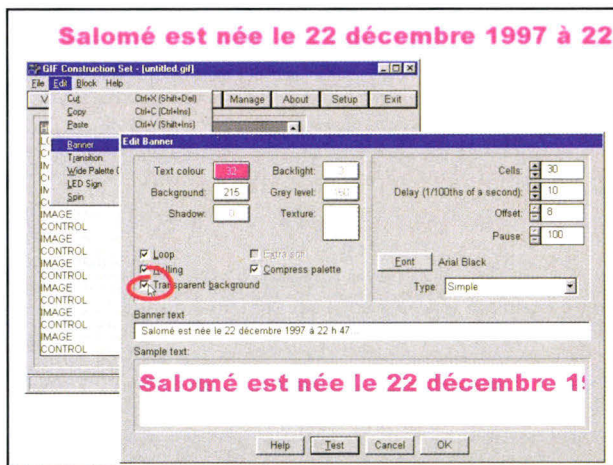 Salomé est née le 22 décembre 1997 à 22
GIF Construction Set - [untitled.gif]
File Edit Block Help
Manage About Setup Exit
Cut Ctrl+X (Shift+Del)
Copy Ctrl+C (Ctrl+Ins)
Paste Ctrl+V (Shift+Ins)
Banner
Transition
Wide Palette
LED Sign
Spin
IMAGE
CONTROL
IMAGE
CONTROL
IMAGE
CONTROL
IMAGE
CONTROL
IMAGE
CONTROL
IMAGE
CONTROL
Edit Banner
Text colour: 32 Backlight:
Background: 215 Grey level:
Shadow: Texture:
Loop
Rolling Compress palette
Transparent background
Cells: 30
Delay (1/100ths of a second): 10
Offset: 8
Pause: 100
Font Arial Black
Type: Simple
Banner text
Salomé est née le 22 décembre 1997 à 22 h 47...
Sample text:
Salomé est née le 22 décembre 1
Help Test Cancel OK